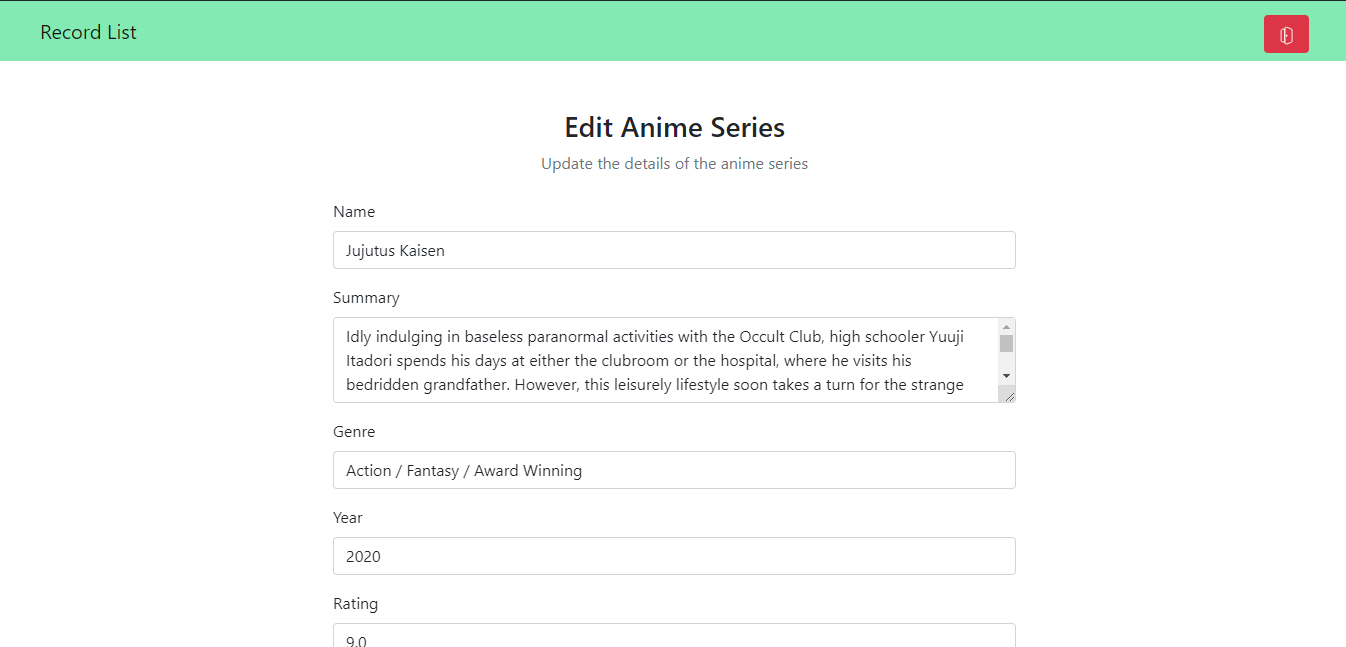 Record List
Edit Anime Series
Update the details of the anime series
Name
Jujutus Kaisen
Summary
Idly indulging in baseless paranormal activities with the Occult Club, high schooler Yuuji
Itadori spends his days at either the clubroom or the hospital, where he visits his
bedridden grandfather. However, this leisurely lifestyle soon takes a turn for the strange
Genre
Action / Fantasy / Award Winning
Year
2020
Rating
9.0